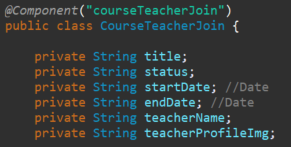 @Component("courseTeacherJoin")
public class CourseTeacherJoin {
private String title;
private String status;
private String startDate; //Date
private String endDate; //Date
private String teacherName;
private String teacherProfileImg;